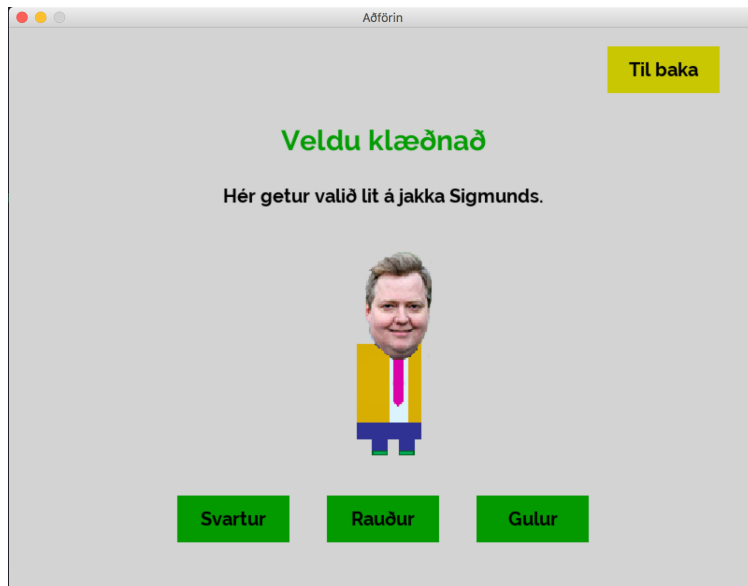 Aðförin
Til baka
Veldu klæðnað
Hér getur valið lit á jakka Sigmunds.
Svartur
Rauður
Gulur